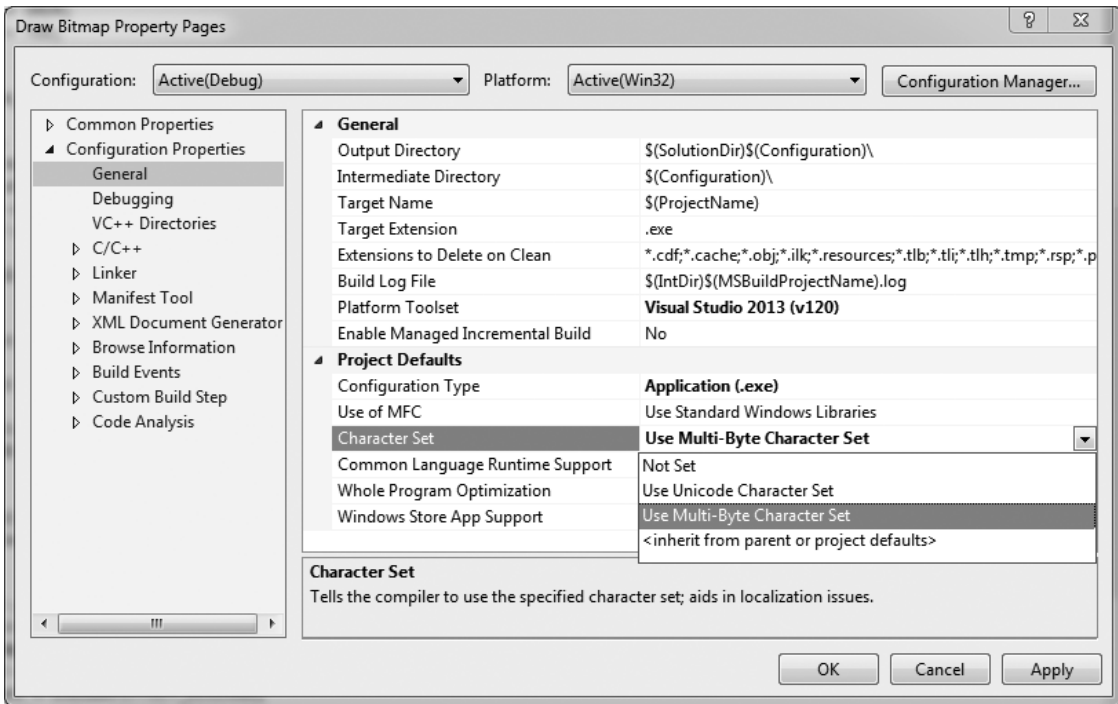 Draw Bitmap Property Pages
Configuration: Active(Debug) Platform: Active(Win32) Configuration Manager...
Common Properties
Configuration Properties
General
Debugging
VC++ Directories
C/C++
Linker
Manifest Tool
XML Document Generator
Browse Information
Build Events
Custom Build Step
Code Analysis
General
Output Directory $(SolutionDir)$(Configuration)\
Intermediate Directory $(Configuration)\
Target Name $(ProjectName)
Target Extension .exe
Extensions to Delete on Clean *.cdf;*.cache;*.obj;*.ilk;*.resources;*.tlb;*.tli;*.tlh;*.tmp;*.rsp;*.p
Build Log File $(IntDir)$(MSBuildProjectName).log
Platform Toolset Visual Studio 2013 (v120)
Enable Managed Incremental Build No
Project Defaults
Configuration Type Application (.exe)
Use of MFC Use Standard Windows Libraries
Character Set Use Multi-Byte Character Set
Common Language Runtime Support Not Set
Whole Program Optimization Use Unicode Character Set
Windows Store App Support Use Multi-Byte Character Set
<inherit from parent or project defaults>
Character Set
Tells the compiler to use the specified character set; aids in localization issues.
OK Cancel Apply